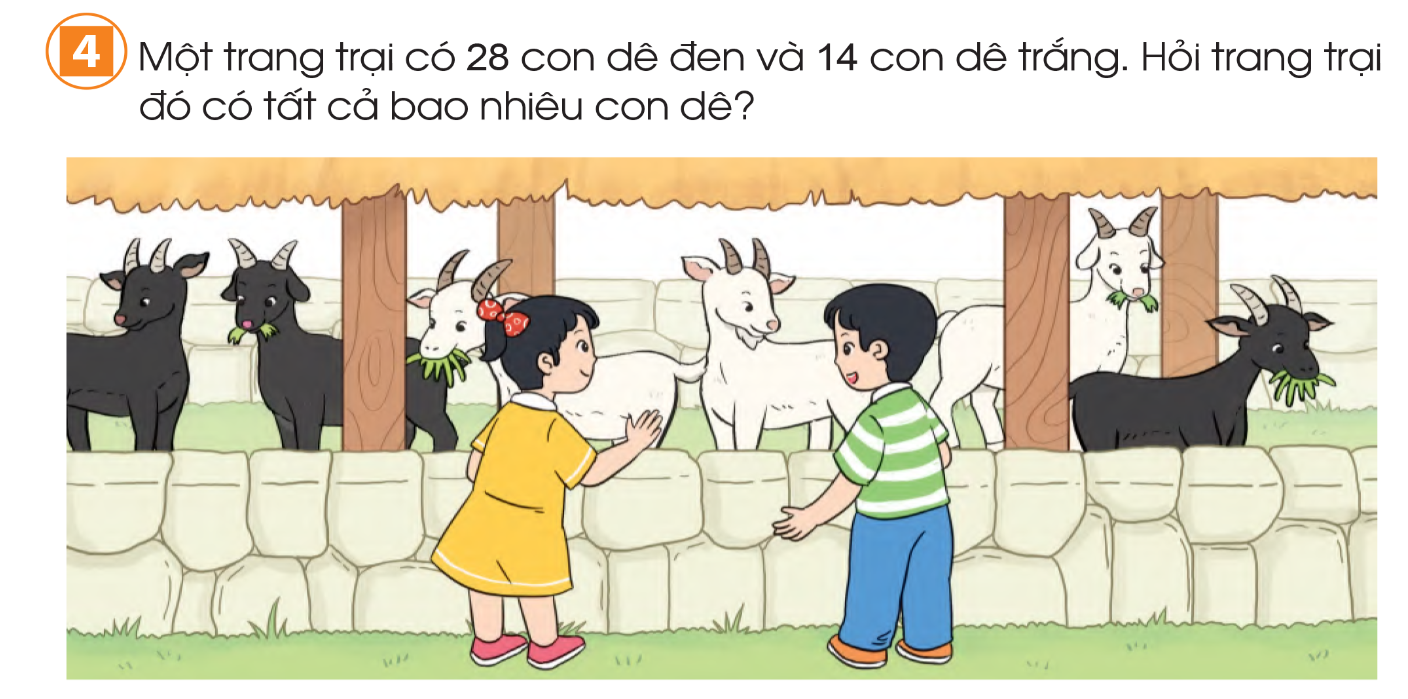 4 Một trang trại có 28 con dê đen và 14 con dê trắng. Hỏi trang trại
đó có tất cả bao nhiêu con dê?